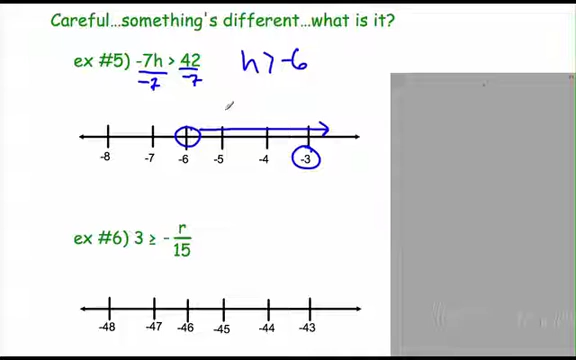 Careful...something's different...what is it?
ex #5) -7h > 42 h > -6
-7 -7
-8 -7 -6 -5 -4 -3
ex #6) 3 ≥ - r
15
-48 -47 -46 -45 -44 -43